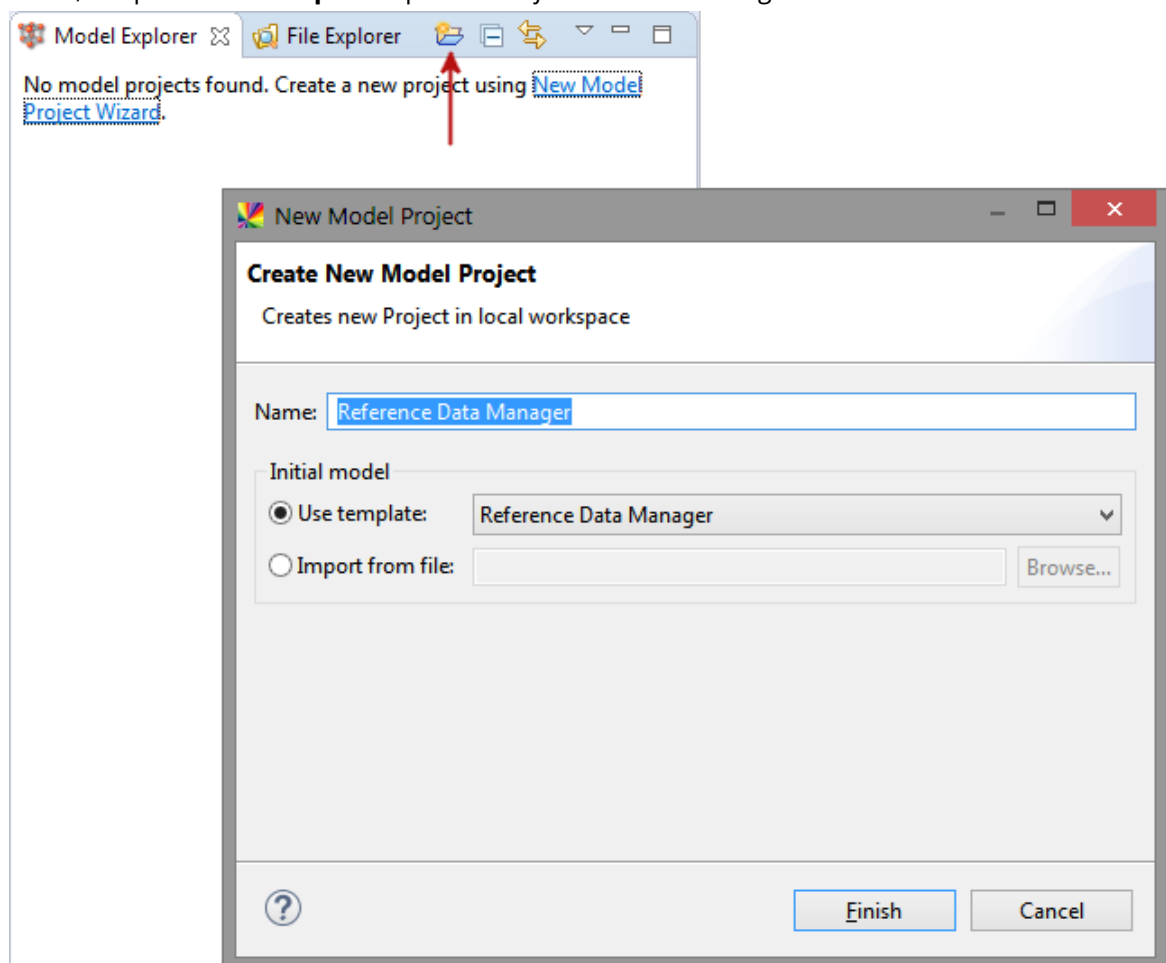 Model Explorer File Explorer
No model projects found. Create a new project using New Model
Project Wizard.
New Model Project
Create New Model Project
Creates new Project in local workspace
Name: Reference Data Manager
Initial model
Use template: Reference Data Manager
Import from file: Browse...
Finish Cancel